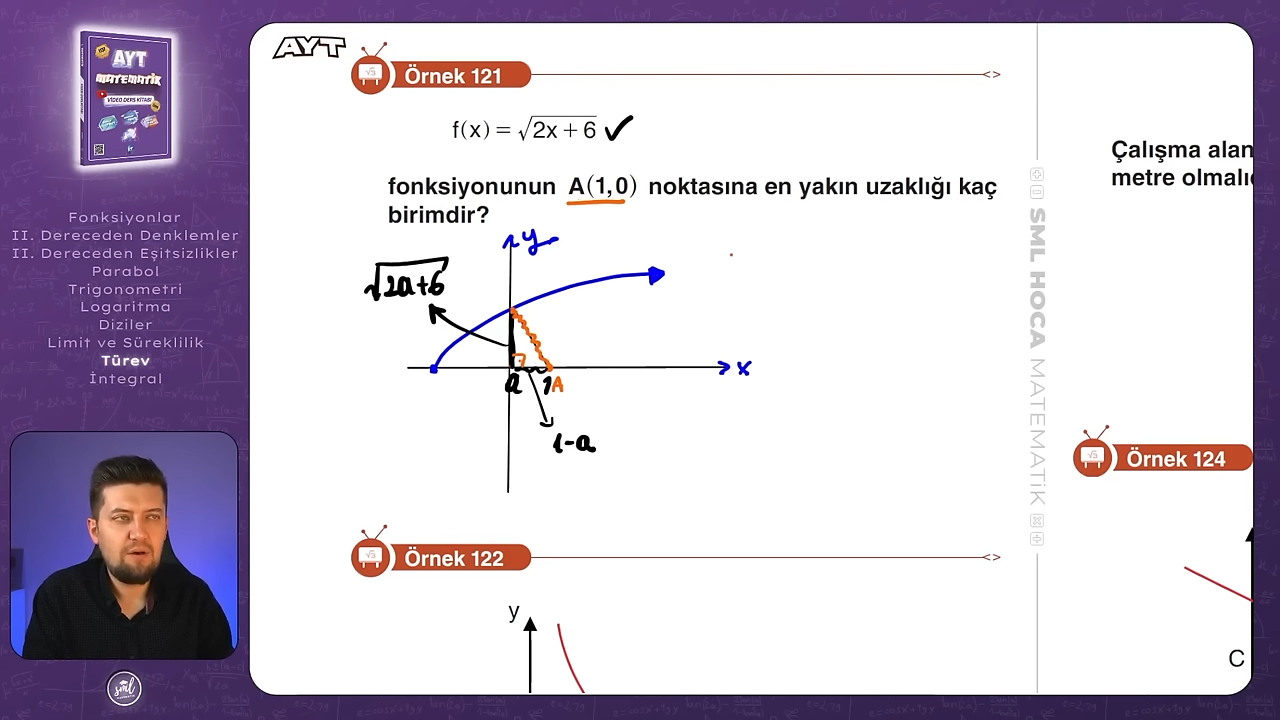 AYT
MATEMATİK
VİDEO DERS KİTABI
Fonksiyonlar
II. Dereceden Denklemler
II. Dereceden Eşitsizlikler
Parabol
Trigonometri
Logaritma
Diziler
Limit ve Süreklilik
Türev
İntegral
sml
AYT
Örnek 121
f(x) = √2x + 6 ✓
fonksiyonunun A(1,0) noktasına en yakın uzaklığı kaç
birimdir?
y
√2a+6
x
a 1 A
1-a
Örnek 122
y
SML HOCA MATEMATİK
Çalışma alan
metre olmalı
Örnek 124
C